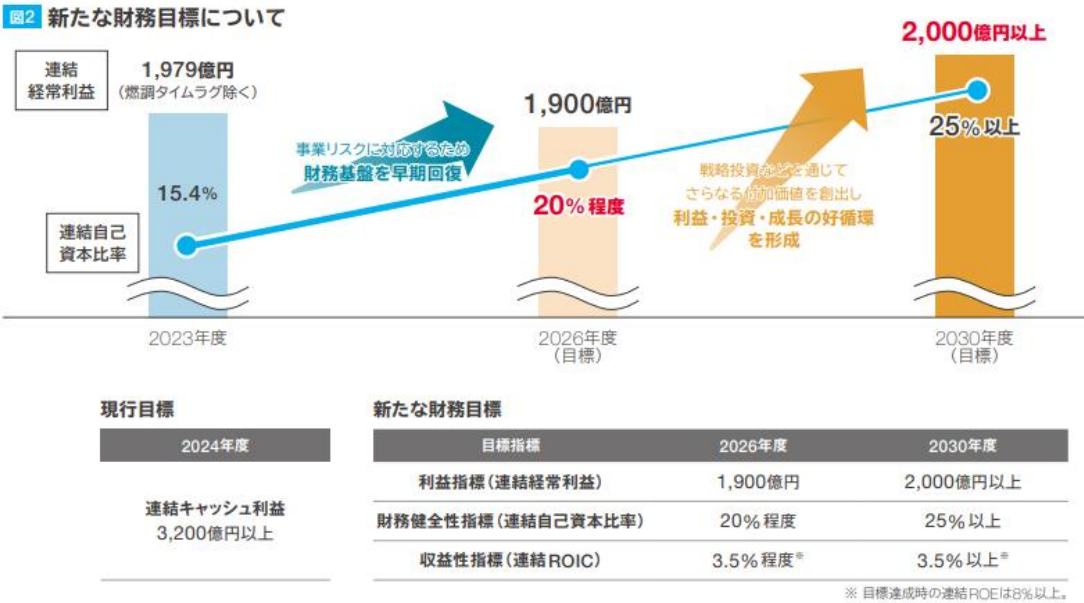 図2 新たな財務目標について
連結
経常利益
1,979億円
(燃調タイムラグ除く)
1,900億円
2,000億円以上
事業リスクに対応するため
財務基盤を早期回復
15.4%
20%程度
25%以上
戦略投資などを通じて
さらなる付加価値を創出し
利益・投資・成長の好循環
を形成
連結自己
資本比率
2023年度
2026年度
(目標)
2030年度
(目標)
現行目標
2024年度
連結キャッシュ利益
3,200億円以上
新たな財務目標
目標指標 2026年度 2030年度
利益指標(連結経常利益) 1,900億円 2,000億円以上
財務健全性指標(連結自己資本比率) 20%程度 25%以上
収益性指標(連結ROIC) 3.5%程度※ 3.5%以上※
※ 目標達成時の連結ROEは8%以上。